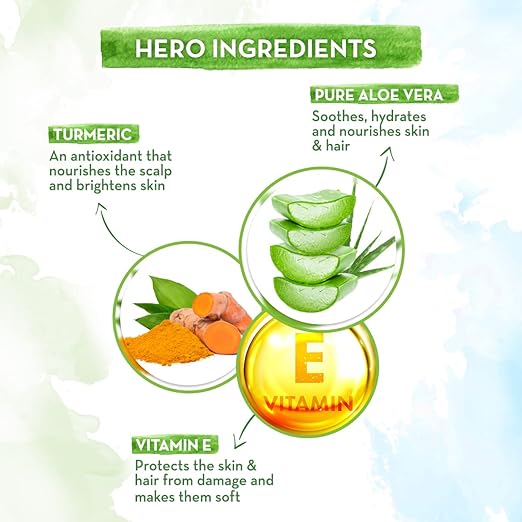 HERO INGREDIENTS
PURE ALOE VERA
Soothes, hydrates
and nourishes skin
& hair
TURMERIC
An antioxidant that
nourishes the scalp
and brightens skin
E
VITAMIN
VITAMIN E
Protects the skin &
hair from damage and
makes them soft